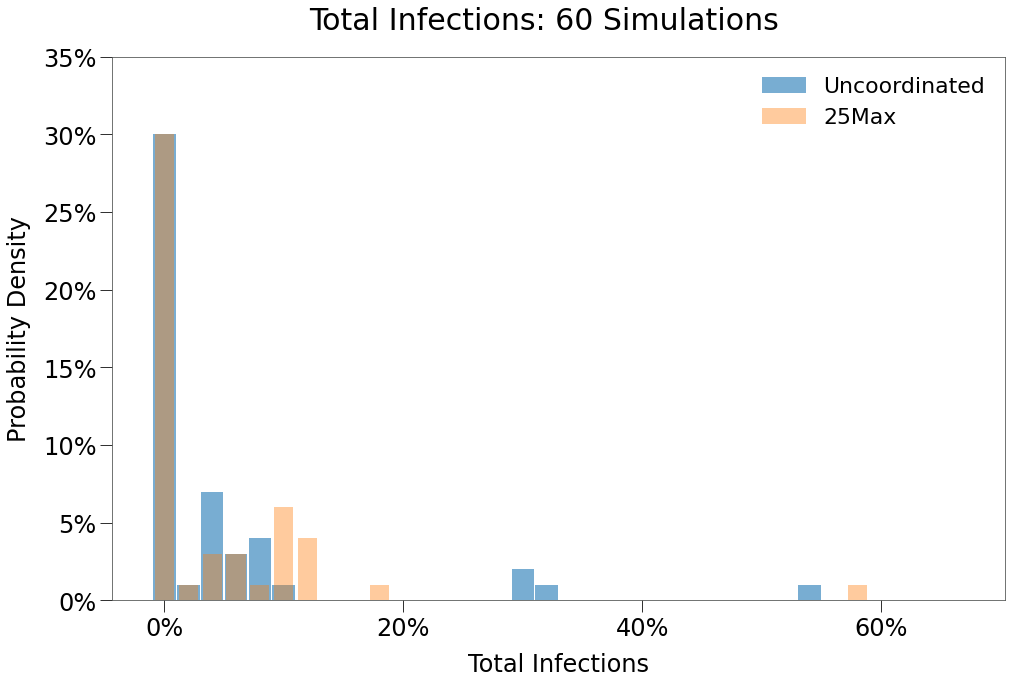 Total Infections: 60 Simulations
Uncoordinated
25Max
Probability Density
35%
30%
25%
20%
15%
10%
5%
0%
0% 20% 40% 60%
Total Infections